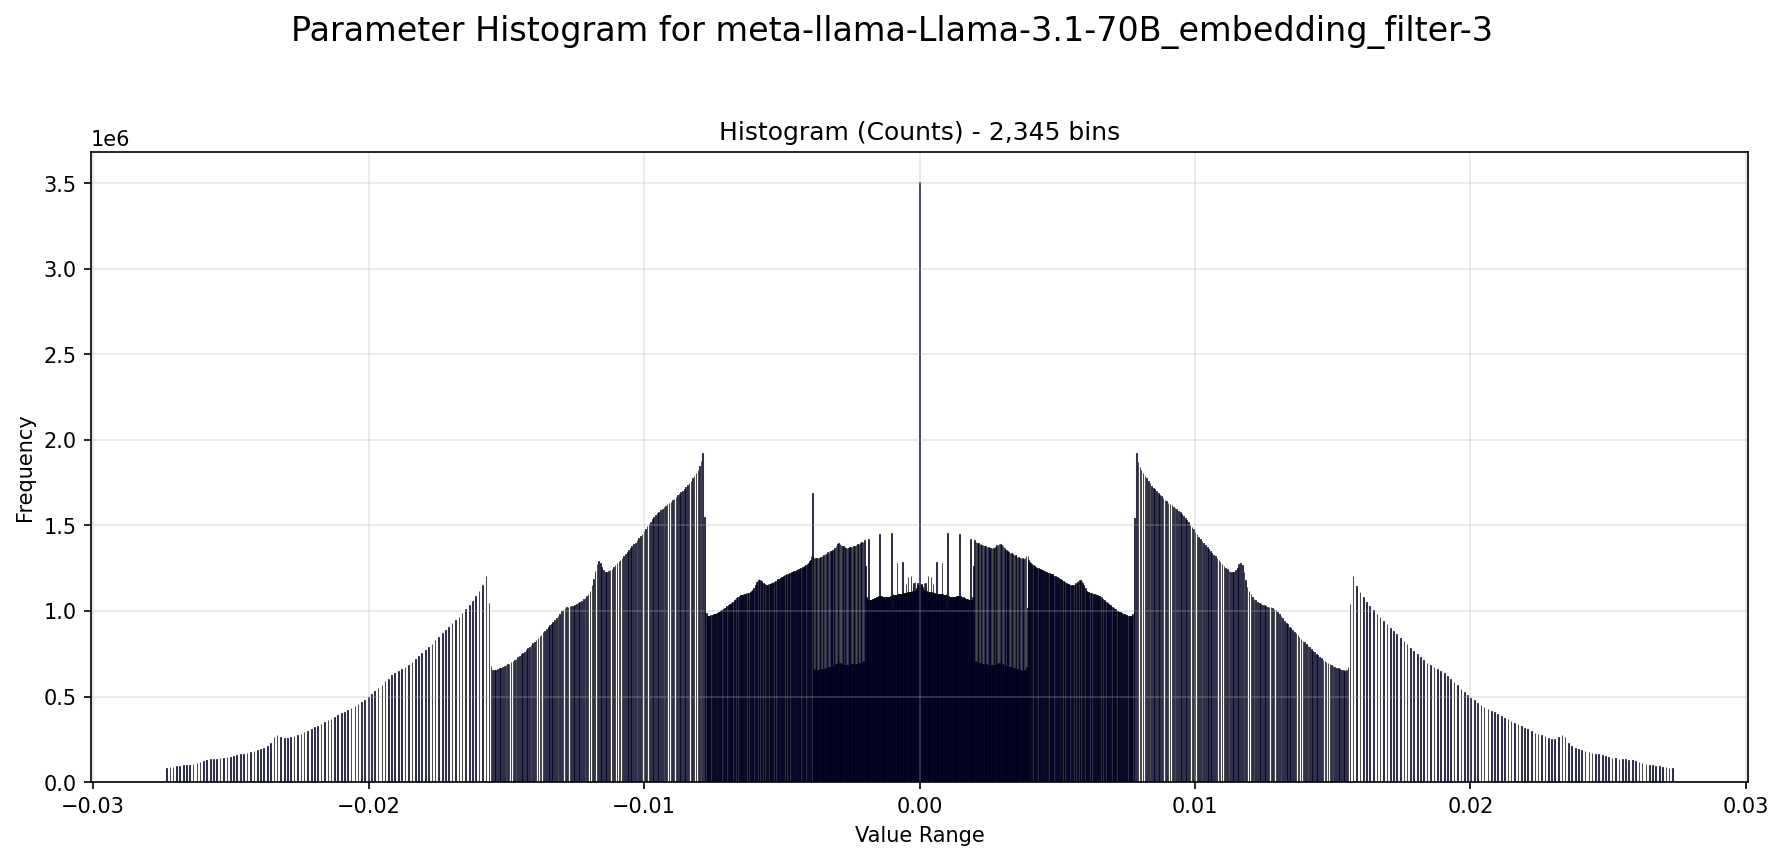 Parameter Histogram for meta-llama-Llama-3.1-70B_embedding_filter-3
Histogram (Counts) - 2,345 bins
1e6
3.5
3.0
2.5
2.0
1.5
1.0
0.5
0.0
Frequency
−0.03 −0.02 −0.01 0.00 0.01 0.02 0.03
Value Range